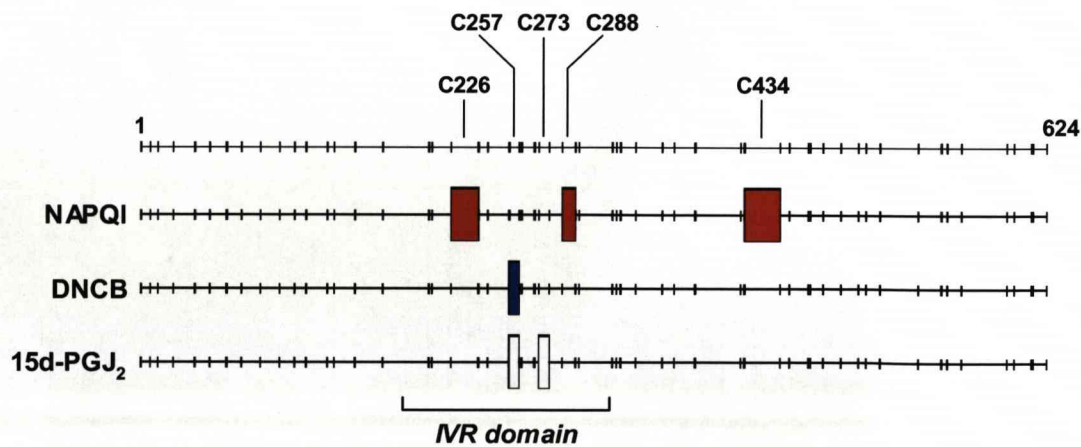 C257 C273 C288
C226 C434
1 624
NAPQI
DNCB
15d-PGJ₂
IVR domain